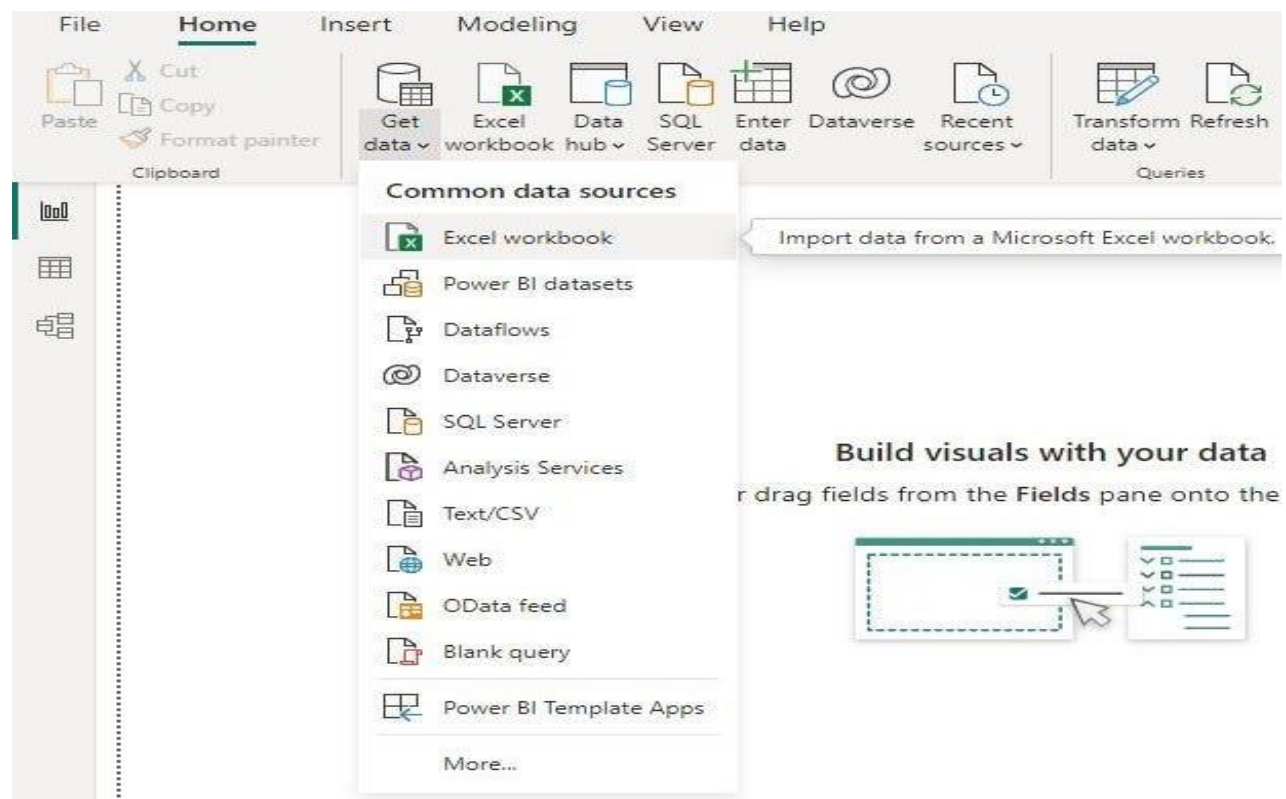 File Home Insert Modeling View Help
Paste
Cut
Copy
Format painter
Clipboard
Get data
Excel workbook
Data hub
SQL Server
Enter data
Dataverse
Recent sources
Transform data
Refresh
Queries
Common data sources
Excel workbook
Import data from a Microsoft Excel workbook.
Power BI datasets
Dataflows
Dataverse
SQL Server
Analysis Services
Text/CSV
Web
OData feed
Blank query
Power BI Template Apps
More...
Build visuals with your data
r drag fields from the Fields pane onto the